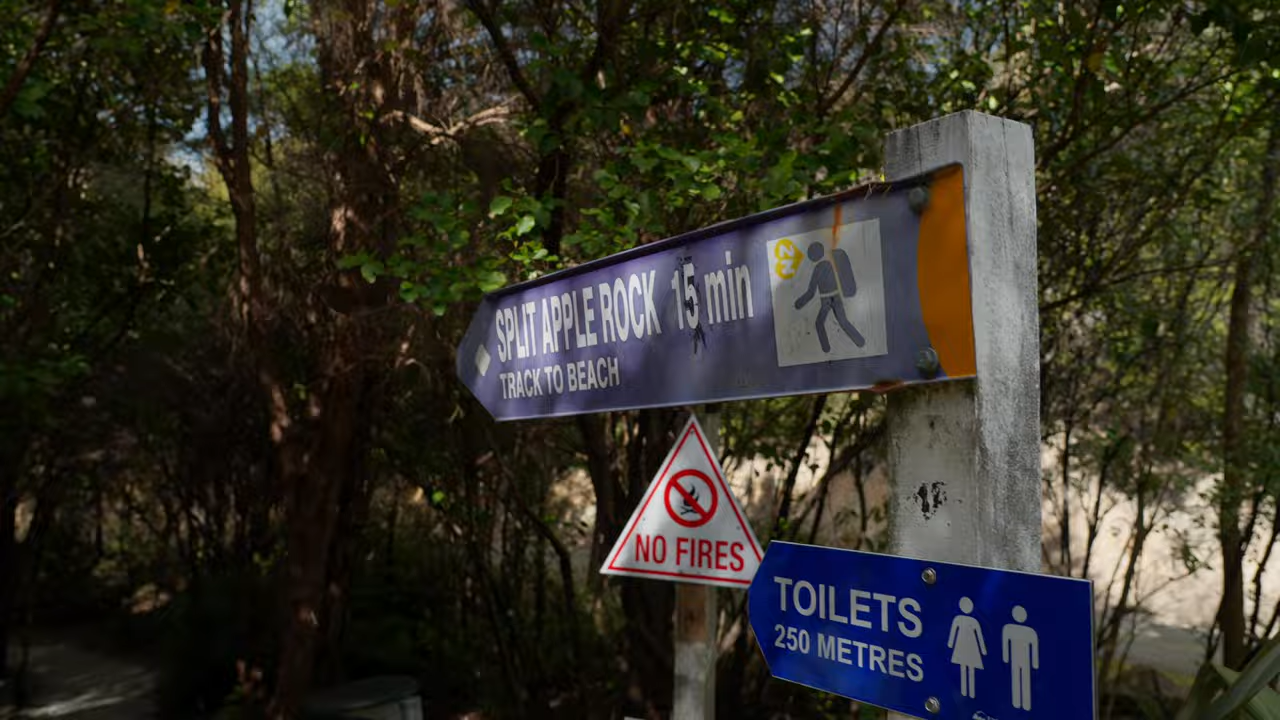 SPLIT APPLE ROCK 15 min
TRACK TO BEACH
NO FIRES
TOILETS
250 METRES